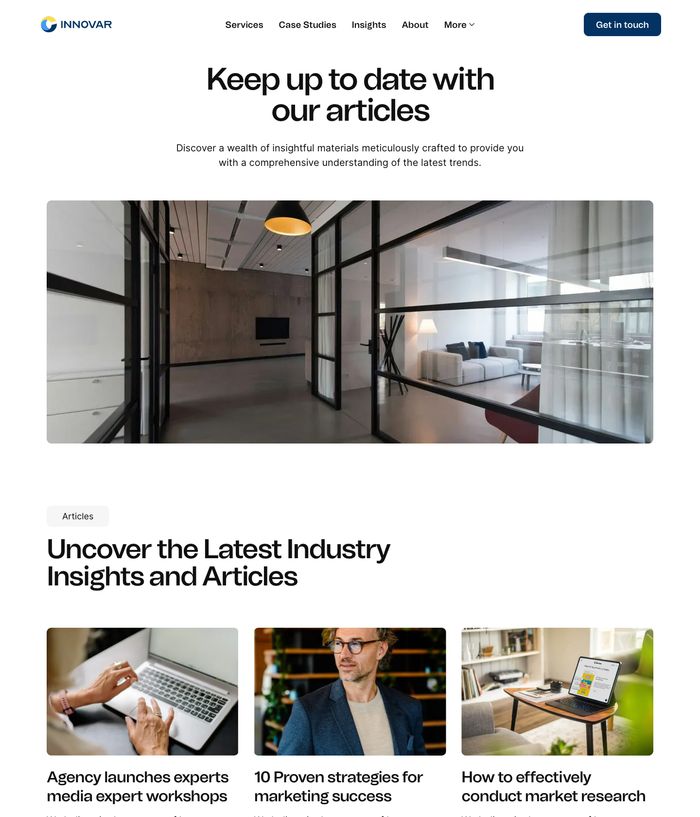 INNOVAR
Services Case Studies Insights About More
Get in touch
Keep up to date with
our articles
Discover a wealth of insightful materials meticulously crafted to provide you
with a comprehensive understanding of the latest trends.
Articles
Uncover the Latest Industry
Insights and Articles
Agency launches experts
media expert workshops
10 Proven strategies for
marketing success
How to effectively
conduct market research